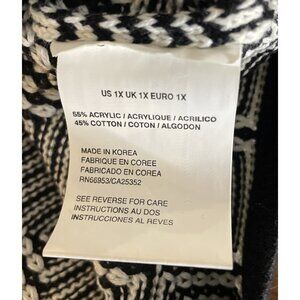 US 1X UK 1X EURO 1X
55% ACRYLIC / ACRYLIQUE / ACRILICO
45% COTTON / COTON / ALGODON
MADE IN KOREA
FABRIQUE EN COREE
FABRICADO EN COREA
RN66953/CA25352
SEE REVERSE FOR CARE
INSTRUCTIONS AU DOS
INSTRUCCIONES AL REVES